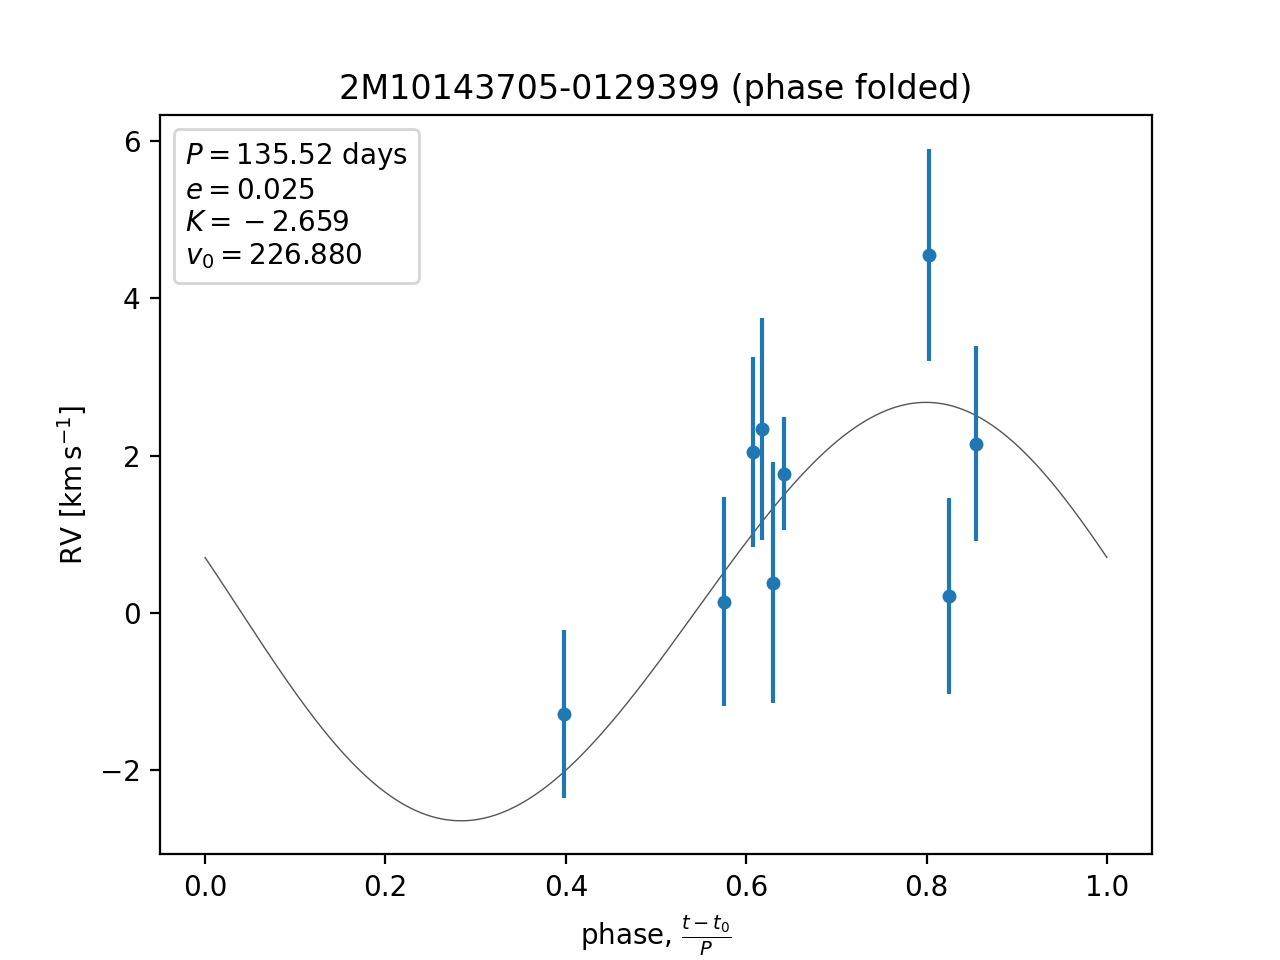 2M10143705-0129399 (phase folded)
P = 135.52 days
e = 0.025
K = −2.659
v₀ = 226.880
6
4
2
0
−2
RV [km s⁻¹]
0.0 0.2 0.4 0.6 0.8 1.0
phase, (t − t₀)/P